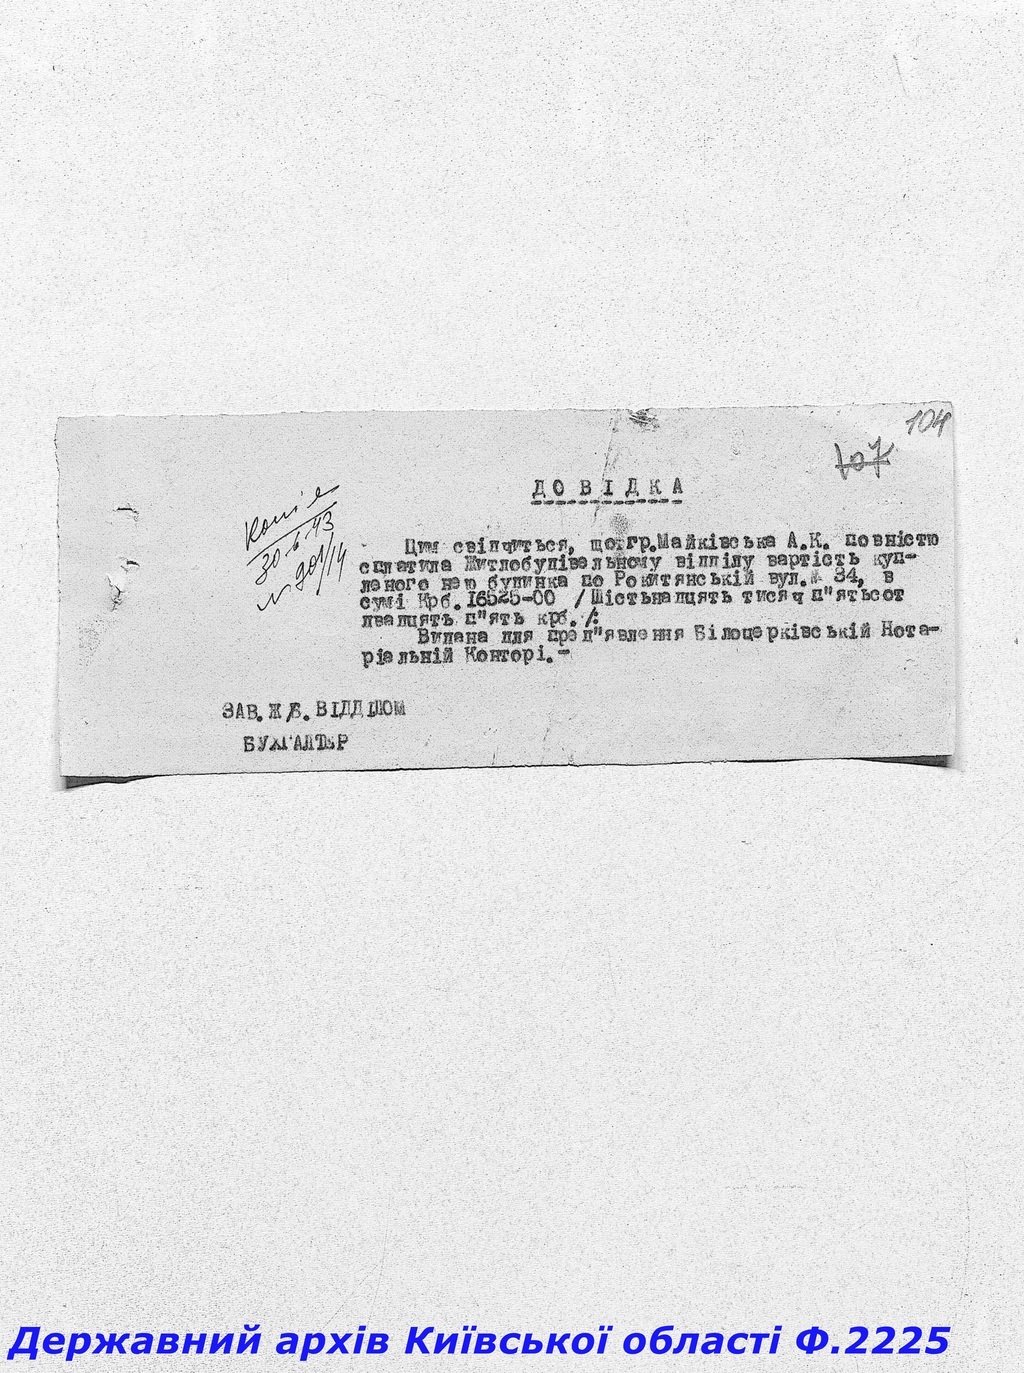 104
107
ДОВІДКА
Копія
30-6-43
№ 201/14
Цим свідчиться, що гр.Майківська А.К. повністю
сплатила Житлобудівельному відділу вартість куп-
леного нею будинка по Рокитянській вул.№ 34, в
сумі Крб.16525-00 /Шістьнадцять тисяч п"ятьсот
двадцять п"ять крб./:
Видана для пред"явлення Білоцерківській Нота-
ріальній Конторі.-
ЗАВ.Ж/Б.ВІДДІЛОМ
БУХГАЛТЕР
Державний архів Київської області Ф.2225